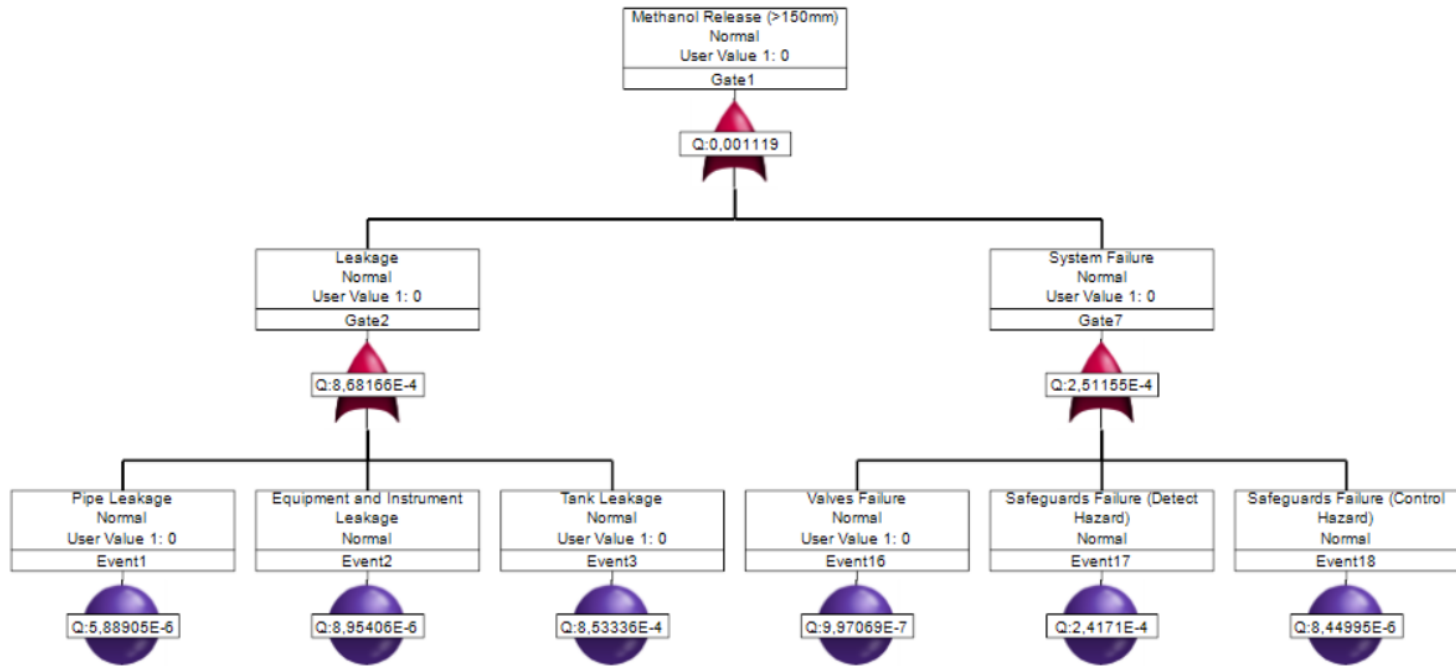 Methanol Release (>150mm)
Normal
User Value 1: 0
Gate1
Q:0,001119
Leakage
Normal
User Value 1: 0
Gate2
Q:8,68166E-4
System Failure
Normal
User Value 1: 0
Gate7
Q:2,51155E-4
Pipe Leakage
Normal
User Value 1: 0
Event1
Q:5,88905E-6
Equipment and Instrument
Leakage
Normal
Event2
Q:8,95406E-6
Tank Leakage
Normal
User Value 1: 0
Event3
Q:8,53336E-4
Valves Failure
Normal
User Value 1: 0
Event16
Q:9,97069E-7
Safeguards Failure (Detect
Hazard)
Normal
Event17
Q:2,4171E-4
Safeguards Failure (Control
Hazard)
Normal
Event18
Q:8,44995E-6